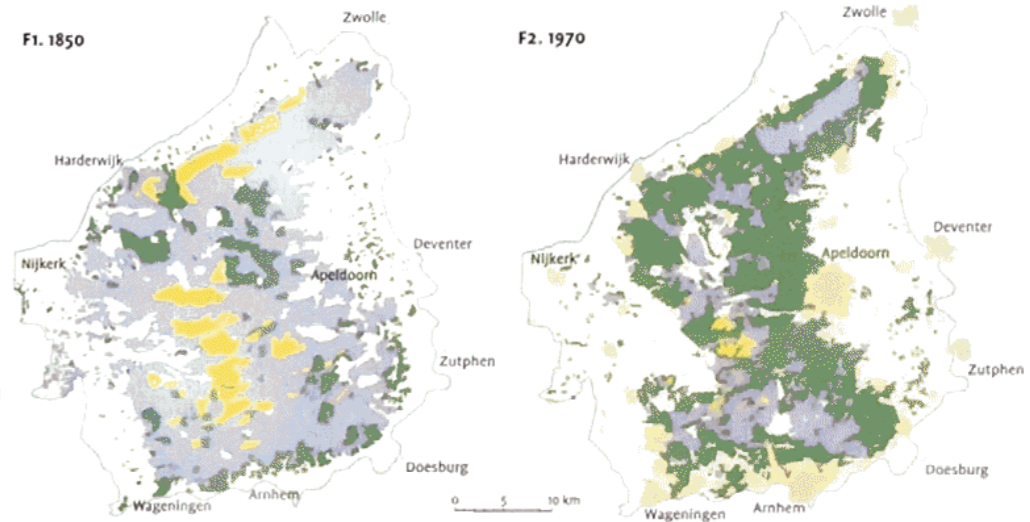 F1. 1850
Zwolle
Harderwijk
Deventer
Nijkerk
Apeldoorn
Zutphen
Doesburg
Arnhem
Wageningen
0 5 10 km
F2. 1970
Zwolle
Harderwijk
Deventer
Nijkerk
Apeldoorn
Zutphen
Doesburg
Arnhem
Wageningen